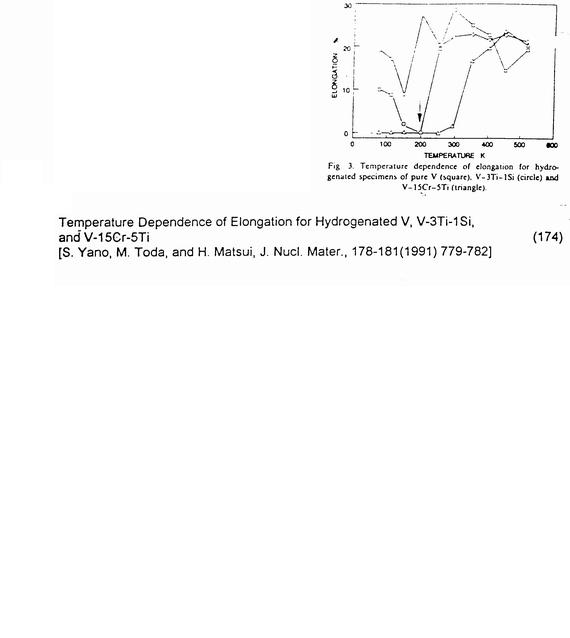 30
20
10
0
ELONGATION %
0 100 200 300 400 500 600
TEMPERATURE K
Fig 3. Temperature dependence of elongation for hydro-
genated specimens of pure V (square), V-3Ti-1Si (circle) and
V-15Cr-5Ti (triangle).
Temperature Dependence of Elongation for Hydrogenated V, V-3Ti-1Si,
and V-15Cr-5Ti (174)
[S. Yano, M. Toda, and H. Matsui, J. Nucl. Mater., 178-181(1991) 779-782]